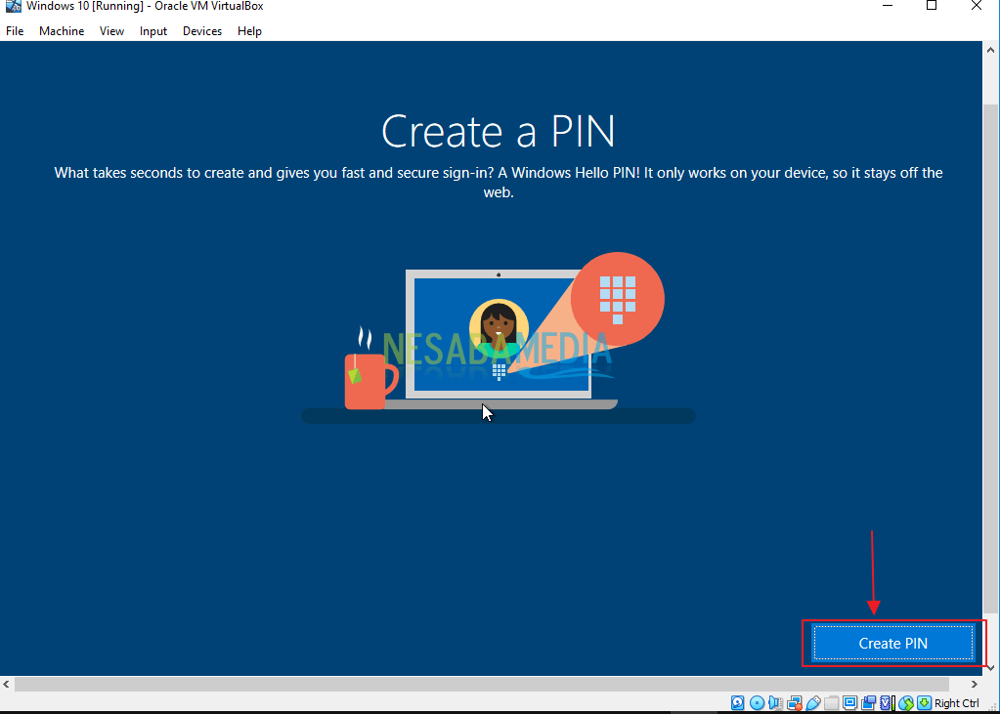 Windows 10 [Running] - Oracle VM VirtualBox
File Machine View Input Devices Help
Create a PIN
What takes seconds to create and gives you fast and secure sign-in? A Windows Hello PIN! It only works on your device, so it stays off the
web.
NESABAMEDIA
Create PIN
Right Ctrl